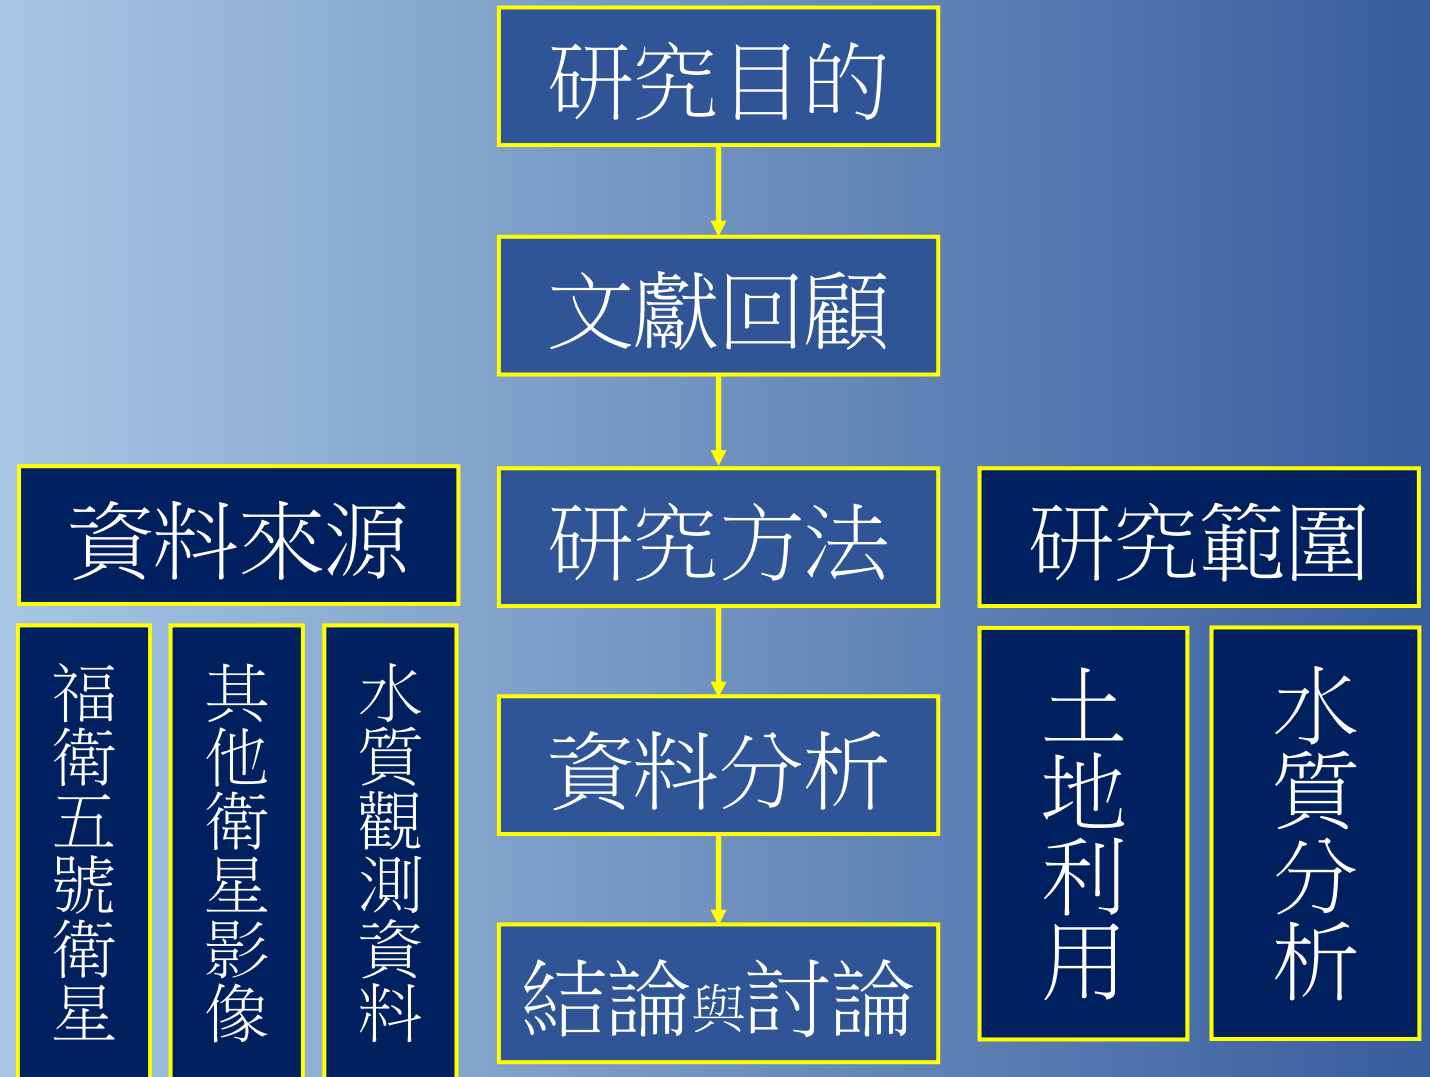 研究目的
文獻回顧
資料來源
研究方法
研究範圍
福衛五號衛星
其他衛星影像
水質觀測資料
資料分析
結論與討論
土地利用
水質分析